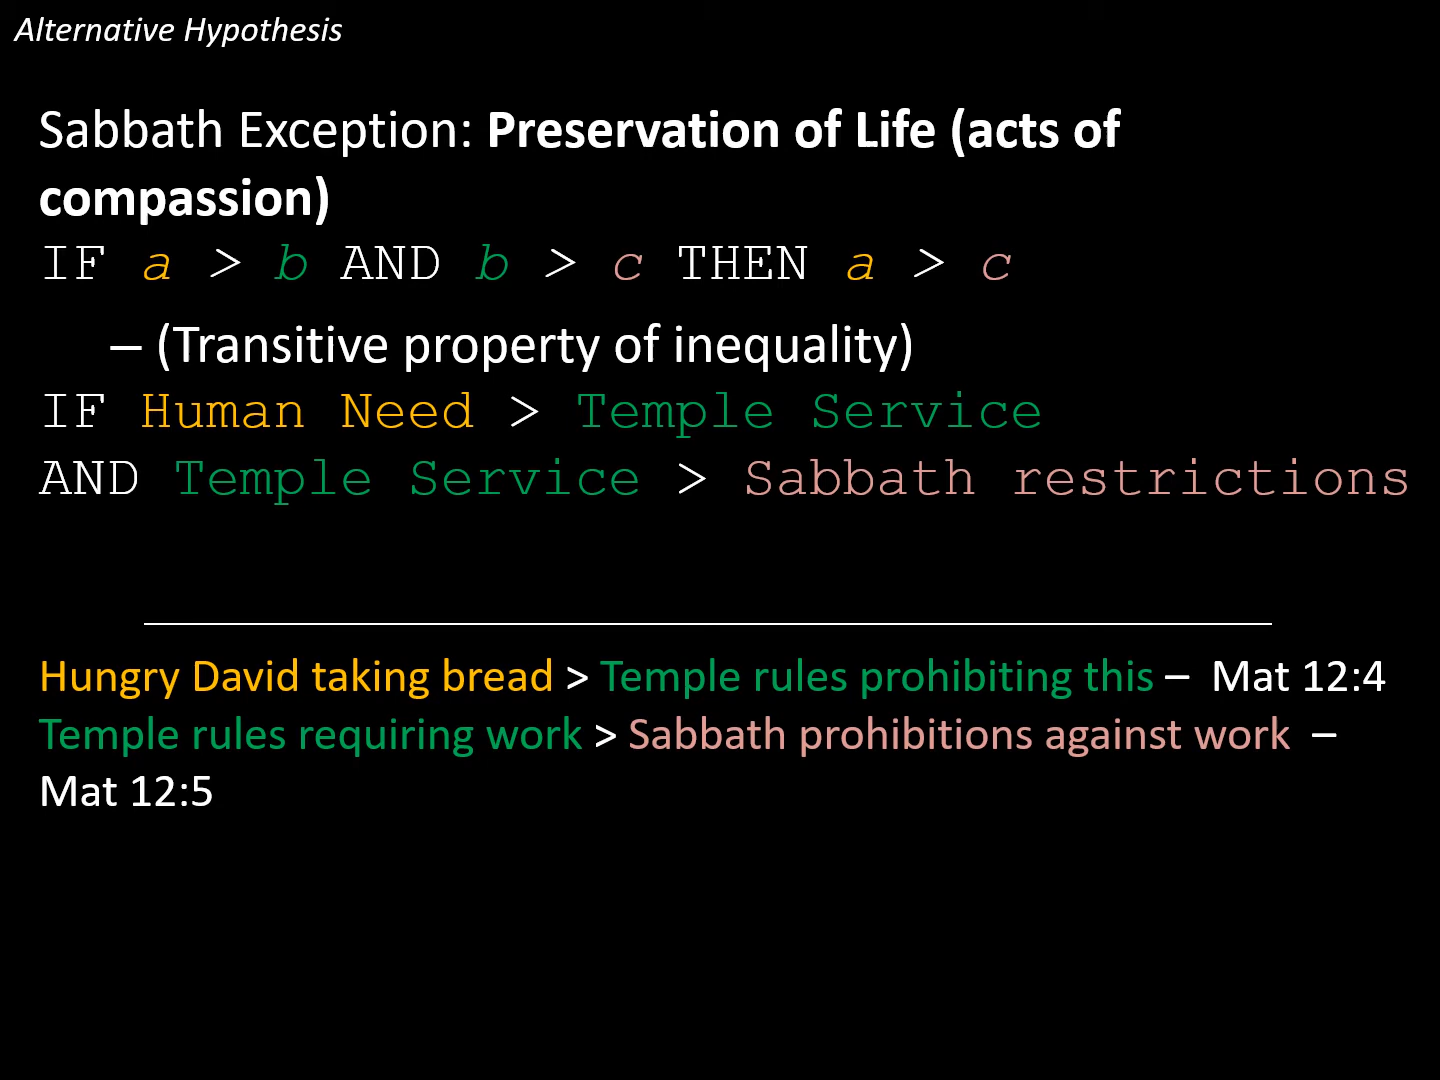 Alternative Hypothesis
Sabbath Exception: Preservation of Life (acts of
compassion)
IF a > b AND b > c THEN a > c
– (Transitive property of inequality)
IF Human Need > Temple Service
AND Temple Service > Sabbath restrictions
Hungry David taking bread > Temple rules prohibiting this – Mat 12:4
Temple rules requiring work > Sabbath prohibitions against work –
Mat 12:5